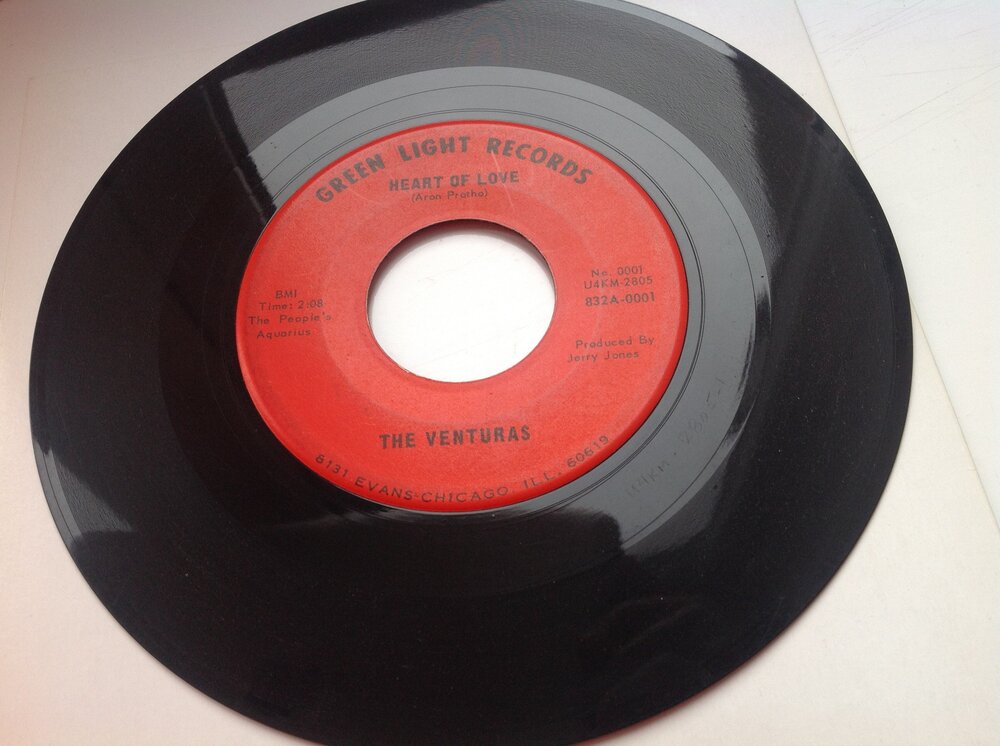 GREEN LIGHT RECORDS
HEART OF LOVE
(Aron Protho)
BMI
Time: 2:08
The People's
Aquarius
No. 0001
U4KM-2805
832A-0001
Produced By
Jerry Jones
THE VENTURAS
8131 EVANS-CHICAGO, ILL. 60619